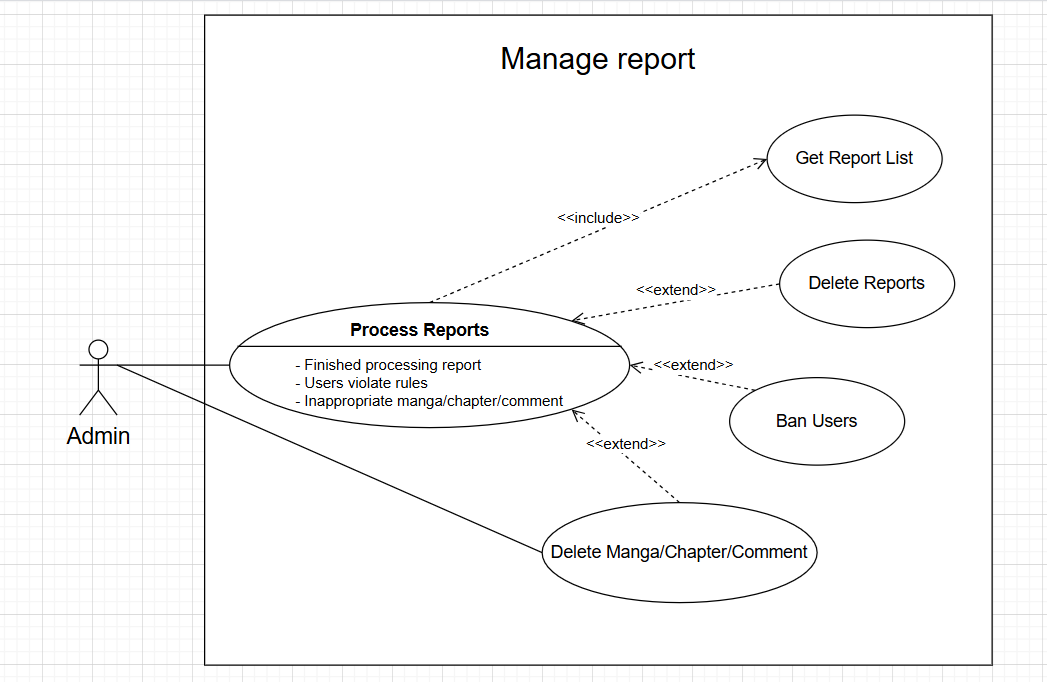 Manage report
Get Report List
<<include>>
Delete Reports
<<extend>>
Process Reports
- Finished processing report
- Users violate rules
- Inappropriate manga/chapter/comment
<<extend>>
Ban Users
Admin
<<extend>>
Delete Manga/Chapter/Comment